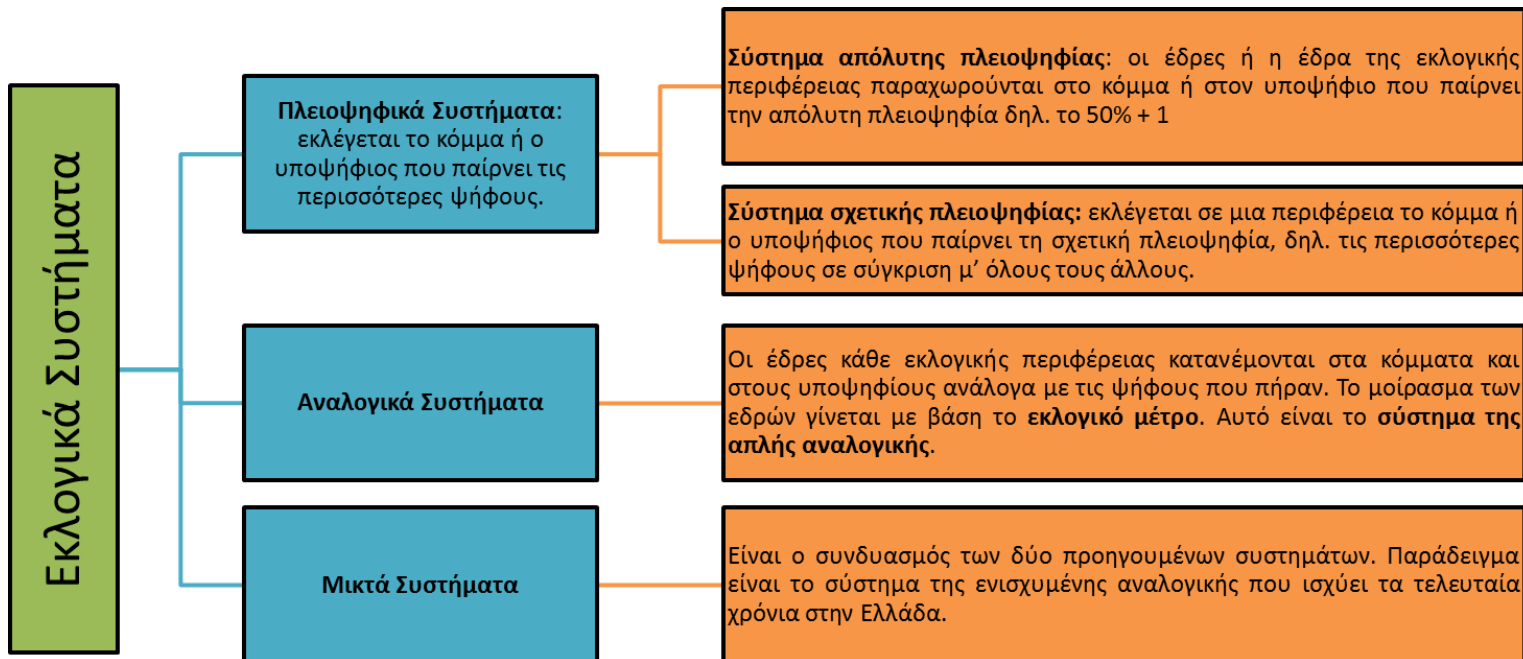 Εκλογικά Συστήματα
Πλειοψηφικά Συστήματα:
εκλέγεται το κόμμα ή ο
υποψήφιος που παίρνει τις
περισσότερες ψήφους.
Σύστημα απόλυτης πλειοψηφίας: οι έδρες ή η έδρα της εκλογικής
περιφέρειας παραχωρούνται στο κόμμα ή στον υποψήφιο που παίρνει
την απόλυτη πλειοψηφία δηλ. το 50% + 1
Σύστημα σχετικής πλειοψηφίας: εκλέγεται σε μια περιφέρεια το κόμμα ή
ο υποψήφιος που παίρνει τη σχετική πλειοψηφία, δηλ. τις περισσότερες
ψήφους σε σύγκριση μ’ όλους τους άλλους.
Αναλογικά Συστήματα
Οι έδρες κάθε εκλογικής περιφέρειας κατανέμονται στα κόμματα και
στους υποψηφίους ανάλογα με τις ψήφους που πήραν. Το μοίρασμα των
εδρών γίνεται με βάση το εκλογικό μέτρο. Αυτό είναι το σύστημα της
απλής αναλογικής.
Μικτά Συστήματα
Είναι ο συνδυασμός των δύο προηγουμένων συστημάτων. Παράδειγμα
είναι το σύστημα της ενισχυμένης αναλογικής που ισχύει τα τελευταία
χρόνια στην Ελλάδα.